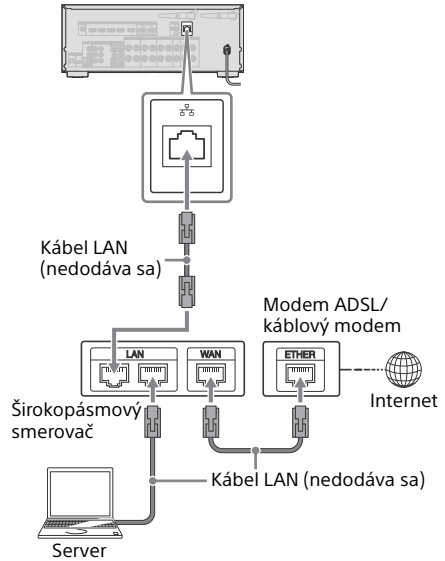 Kábel LAN
(nedodáva sa)
Modem ADSL/
káblový modem
LAN
WAN
ETHER
Internet
Širokopásmový
smerovač
Kábel LAN (nedodáva sa)
Server